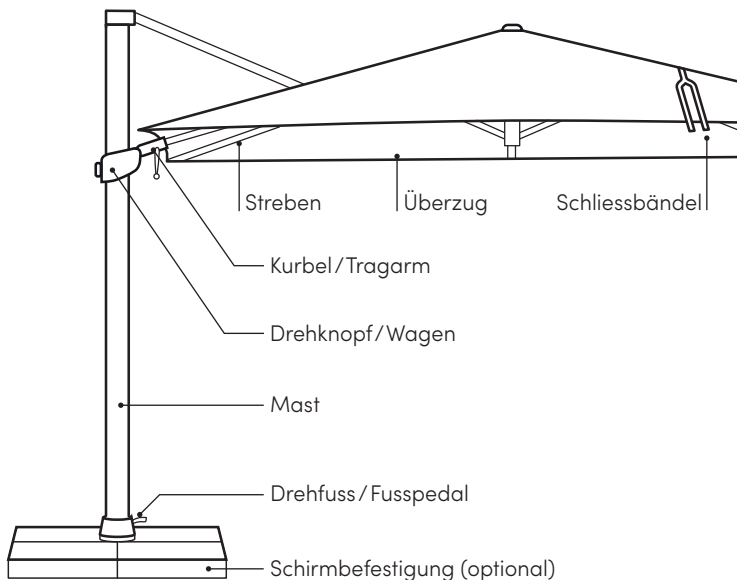 Streben
Überzug
Schliessbändel
Kurbel/Tragarm
Drehknopf/Wagen
Mast
Drehfuss/Fusspedal
Schirmbefestigung (optional)